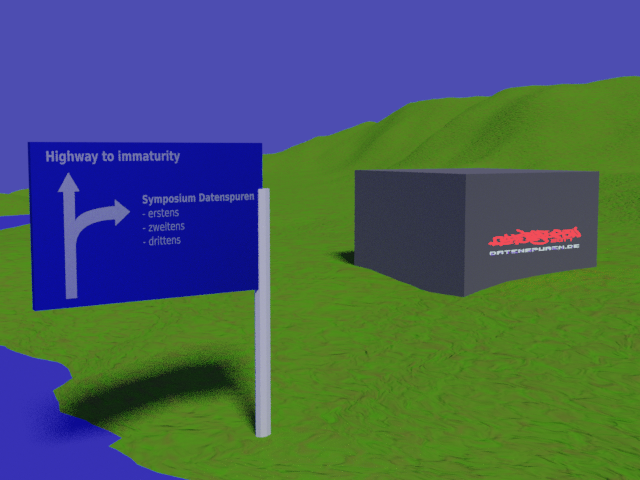 Highway to immaturity
Symposium Datenspuren
- erstens
- zweitens
- drittens
DATENSPUREN.DE